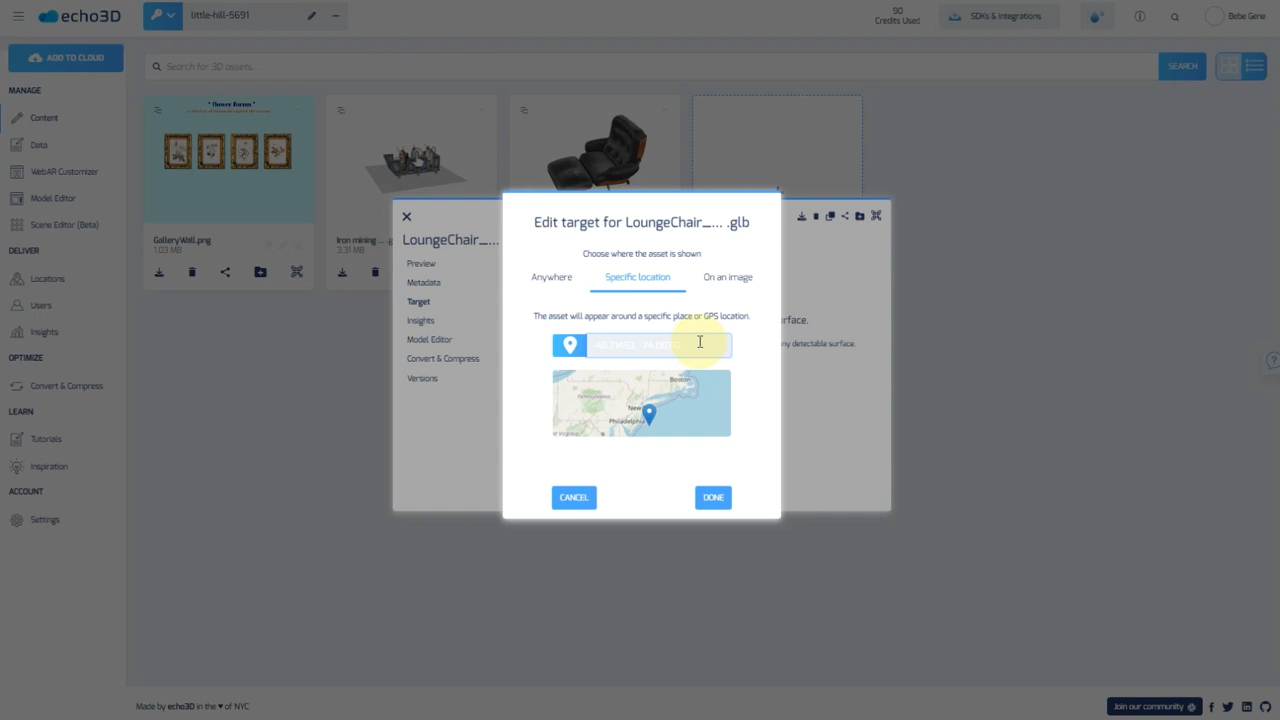 echo3D
little-hill-5691
90
Credits Used
SDKs & Integrations
Bebe Gene
ADD TO CLOUD
Search for 3D assets...
SEARCH
MANAGE
Content
Data
WebAR Customizer
Model Editor
Scene Editor (Beta)
DELIVER
Locations
Users
Insights
OPTIMIZE
Convert & Compress
LEARN
Tutorials
Inspiration
ACCOUNT
Settings
GalleryWall.png
1.03 MB
Iron mining
3.31 MB
LoungeChair_...
Preview
Metadata
Target
Insights
Model Editor
Convert & Compress
Versions
Edit target for LoungeChair_... .glb
Choose where the asset is shown
Anywhere
Specific location
On an image
The asset will appear around a specific place or GPS location.
Boston
Pennsylvania
New
Philadelphia
CANCEL
DONE
rface.
any detectable surface.
Made by echo3D in the ♥ of NYC
Join our community